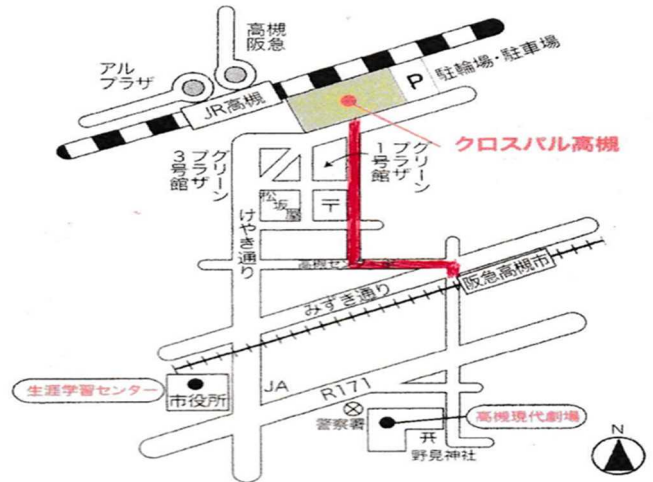 高槻
阪急
アル
プラザ
JR高槻
P
駐輪場・駐車場
クロスパル高槻
グリーン
プラザ
3号館
グリーン
プラザ
1号館
松坂
屋
〒
けやき通り
高槻セン
阪急高槻市
みずき通り
生涯学習センター
市役所
JA
R171
警察署
高槻現代劇場
野見神社
N